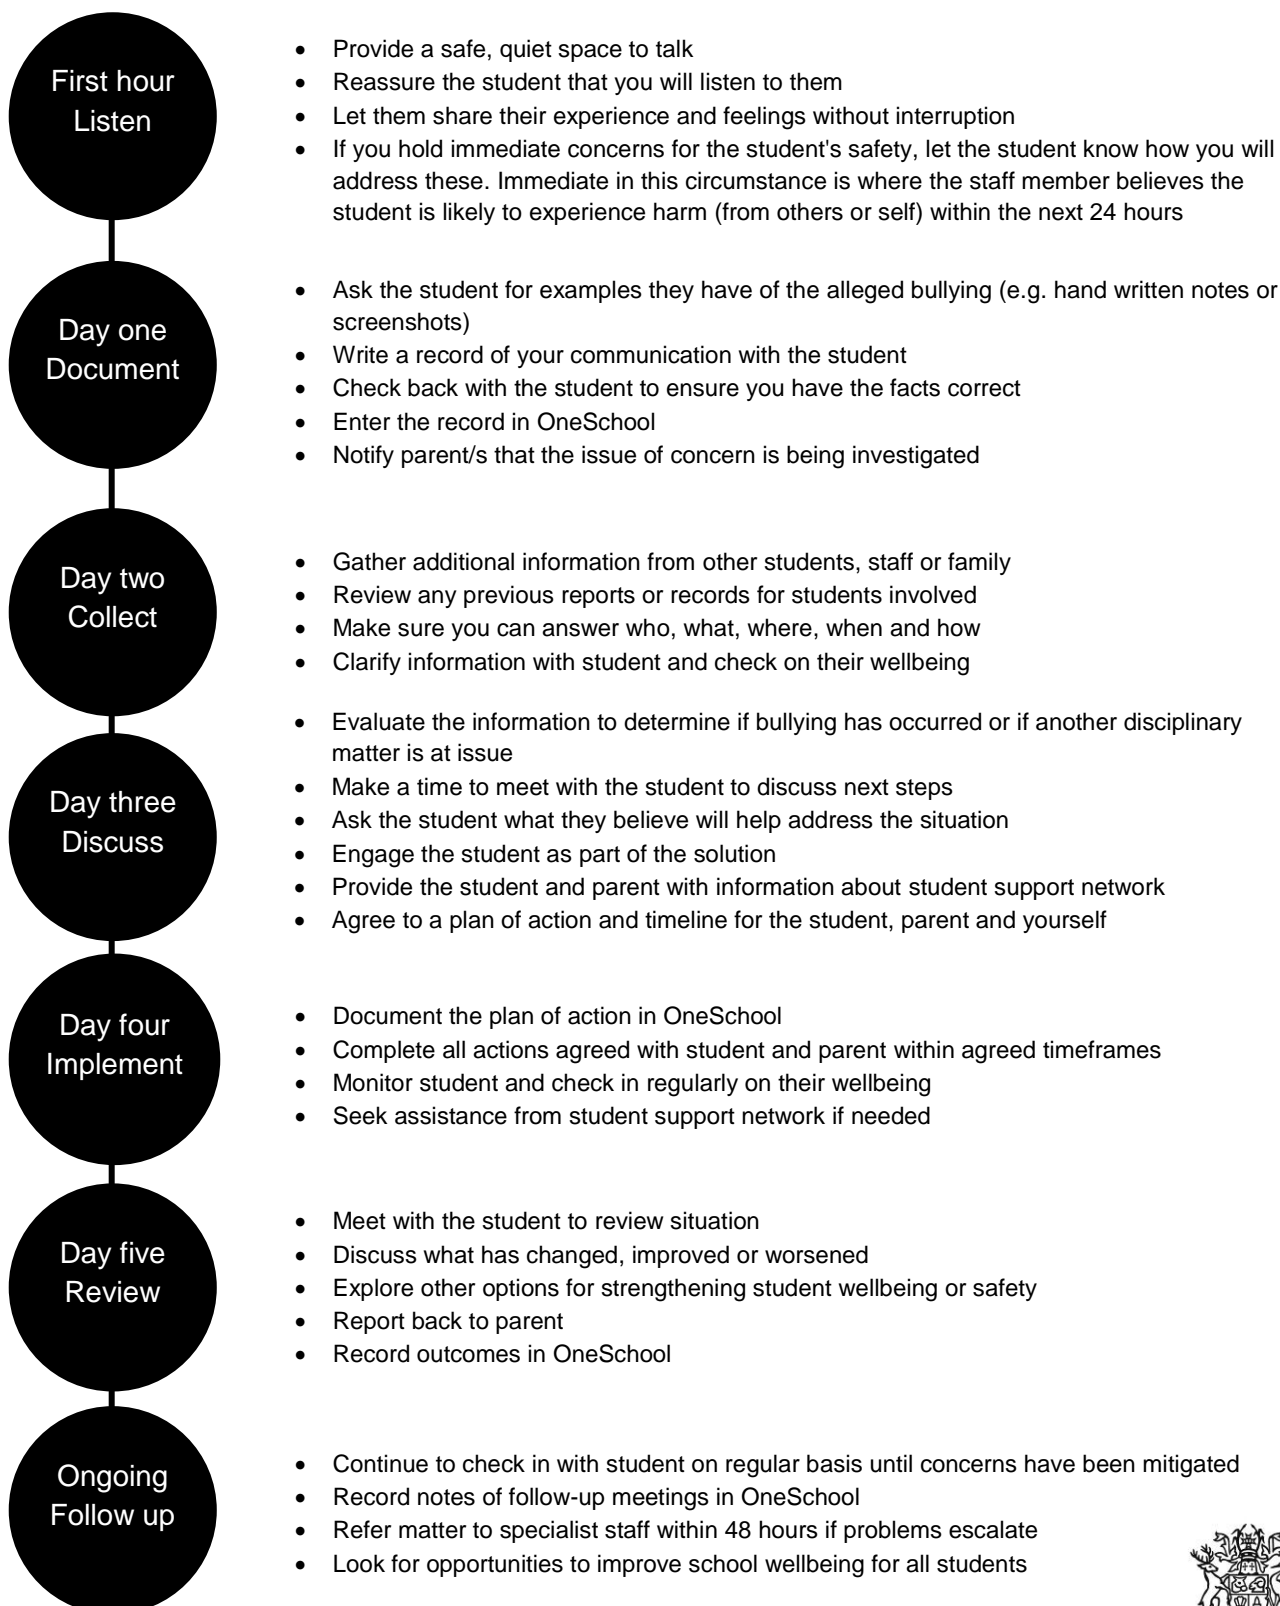 First hour
Listen
• Provide a safe, quiet space to talk
• Reassure the student that you will listen to them
• Let them share their experience and feelings without interruption
• If you hold immediate concerns for the student's safety, let the student know how you will
address these. Immediate in this circumstance is where the staff member believes the
student is likely to experience harm (from others or self) within the next 24 hours
Day one
Document
• Ask the student for examples they have of the alleged bullying (e.g. hand written notes or
screenshots)
• Write a record of your communication with the student
• Check back with the student to ensure you have the facts correct
• Enter the record in OneSchool
• Notify parent/s that the issue of concern is being investigated
Day two
Collect
• Gather additional information from other students, staff or family
• Review any previous reports or records for students involved
• Make sure you can answer who, what, where, when and how
• Clarify information with student and check on their wellbeing
Day three
Discuss
• Evaluate the information to determine if bullying has occurred or if another disciplinary
matter is at issue
• Make a time to meet with the student to discuss next steps
• Ask the student what they believe will help address the situation
• Engage the student as part of the solution
• Provide the student and parent with information about student support network
• Agree to a plan of action and timeline for the student, parent and yourself
Day four
Implement
• Document the plan of action in OneSchool
• Complete all actions agreed with student and parent within agreed timeframes
• Monitor student and check in regularly on their wellbeing
• Seek assistance from student support network if needed
Day five
Review
• Meet with the student to review situation
• Discuss what has changed, improved or worsened
• Explore other options for strengthening student wellbeing or safety
• Report back to parent
• Record outcomes in OneSchool
Ongoing
Follow up
• Continue to check in with student on regular basis until concerns have been mitigated
• Record notes of follow-up meetings in OneSchool
• Refer matter to specialist staff within 48 hours if problems escalate
• Look for opportunities to improve school wellbeing for all students